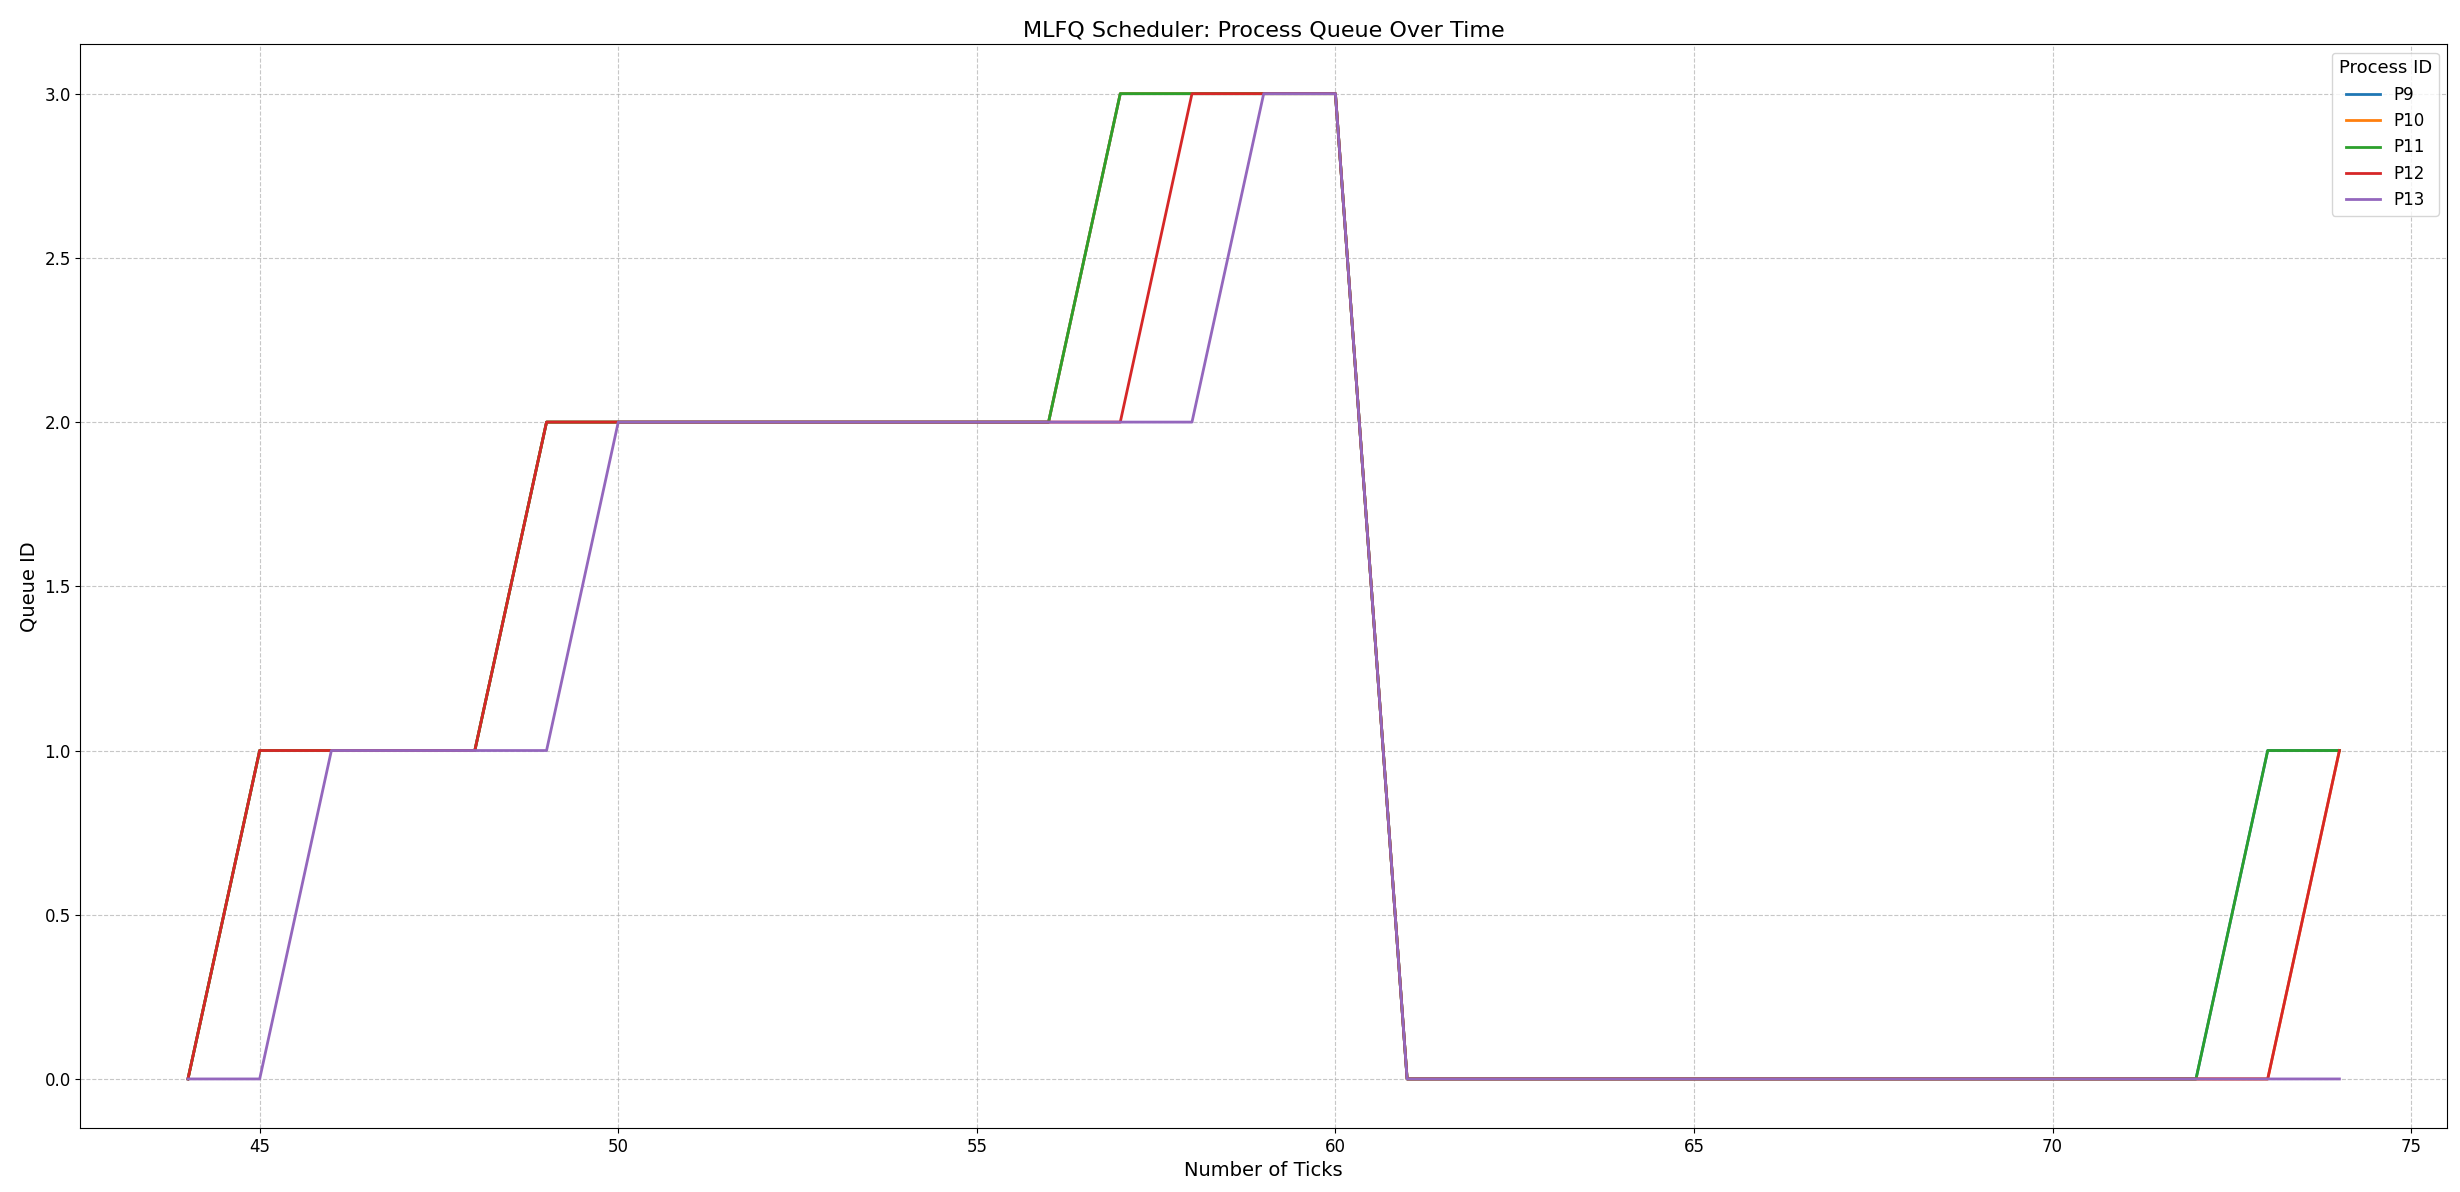 MLFQ Scheduler: Process Queue Over Time
Process ID
P9
P10
P11
P12
P13
Queue ID
3.0
2.5
2.0
1.5
1.0
0.5
0.0
45 50 55 60 65 70 75
Number of Ticks